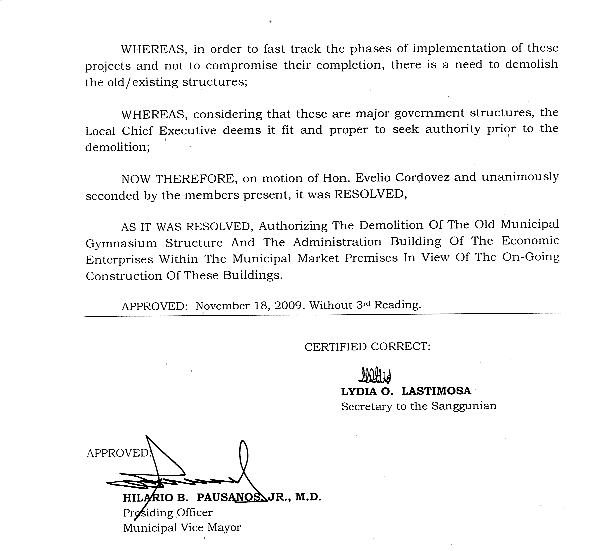 WHEREAS, in order to fast track the phases of implementation of these
projects and not to compromise their completion, there is a need to demolish
the old/existing structures;
WHEREAS, considering that these are major government structures, the
Local Chief Executive deems it fit and proper to seek authority prior to the
demolition;
NOW THEREFORE, on motion of Hon. Evelio Cordovez and unanimously
seconded by the members present, it was RESOLVED,
AS IT WAS RESOLVED, Authorizing The Demolition Of The Old Municipal
Gymnasium Structure And The Administration Building Of The Economic
Enterprises Within The Municipal Market Premises In View Of The On-Going
Construction Of These Buildings.
APPROVED: November 18, 2009. Without 3rd Reading.
CERTIFIED CORRECT:
LYDIA O. LASTIMOSA
Secretary to the Sanggunian
APPROVED:
HILARIO B. PAUSANOS, JR., M.D.
Presiding Officer
Municipal Vice Mayor